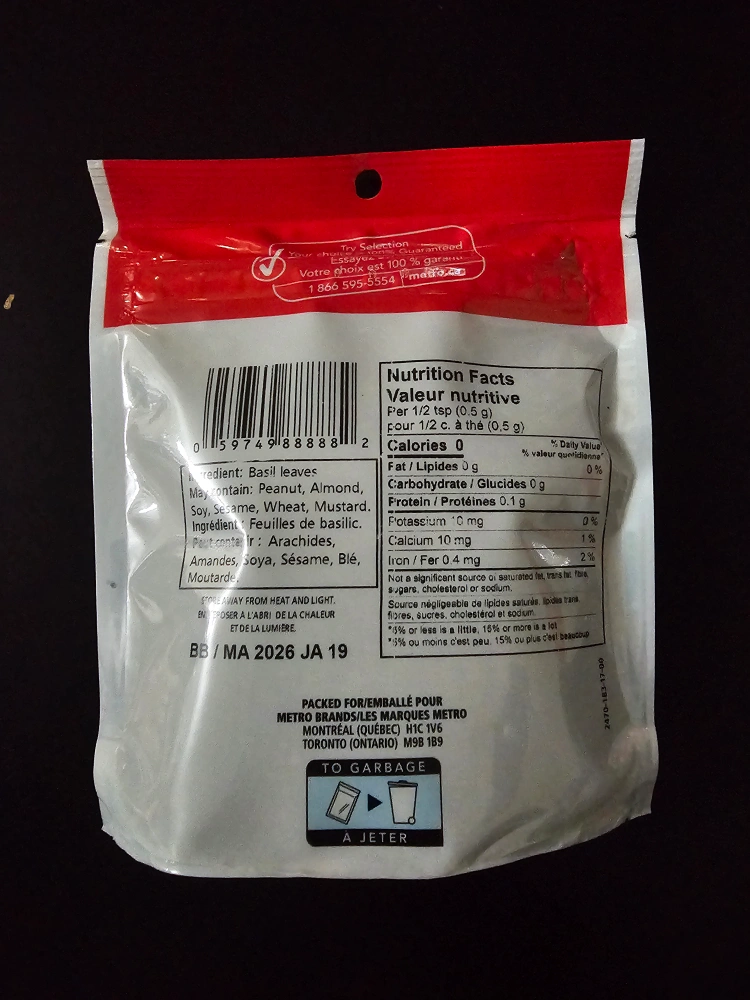 Try Selection
Your choice Guaranteed
Essayez
Votre choix est 100 % garanti
1 866 595-5554 metro.ca
0 59749 88888 2
Ingredient: Basil leaves
May contain: Peanut, Almond,
Soy, Sesame, Wheat, Mustard.
Ingrédient: Feuilles de basilic.
Peut contenir : Arachides,
Amandes, Soya, Sésame, Blé,
Moutarde.
STORE AWAY FROM HEAT AND LIGHT.
ENTREPOSER A L'ABRI DE LA CHALEUR
ET DE LA LUMIÈRE.
BB / MA 2026 JA 19
Nutrition Facts
Valeur nutritive
Per 1/2 tsp (0.5 g)
pour 1/2 c. à thé (0,5 g)
Calories 0
% Daily Value*
% valeur quotidienne*
Fat / Lipides 0 g 0 %
Carbohydrate / Glucides 0 g
Protein / Protéines 0.1 g
Potassium 10 mg 0 %
Calcium 10 mg 1 %
Iron / Fer 0.4 mg 2 %
Not a significant source of saturated fat, trans fat, fibre,
sugars, cholesterol or sodium.
Source négligeable de lipides saturés, lipides trans,
fibres, sucres, cholestérol et sodium.
*5% or less is a little, 15% or more is a lot
*5% ou moins c'est peu, 15% ou plus c'est beaucoup
2470-183-17-00
PACKED FOR/EMBALLÉ POUR
METRO BRANDS/LES MARQUES METRO
MONTRÉAL (QUÉBEC) H1C 1V6
TORONTO (ONTARIO) M9B 1B9
TO GARBAGE
À JETER